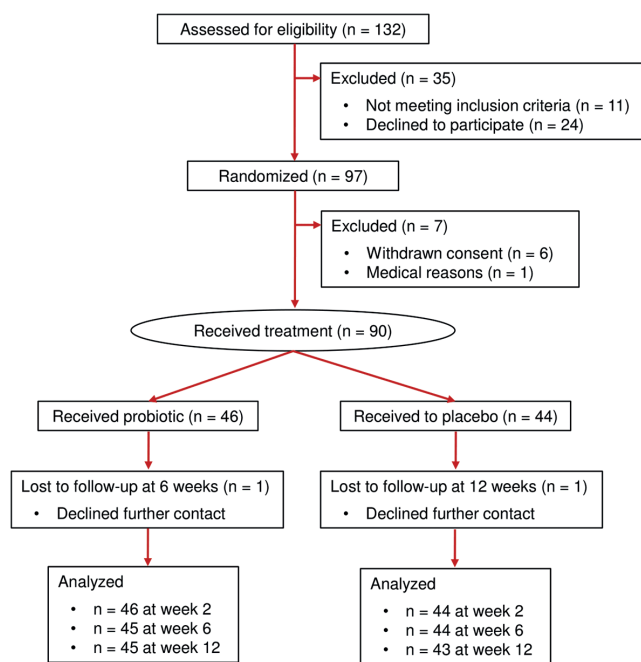 Assessed for eligibility (n = 132)
Excluded (n = 35)
• Not meeting inclusion criteria (n = 11)
• Declined to participate (n = 24)
Randomized (n = 97)
Excluded (n = 7)
• Withdrawn consent (n = 6)
• Medical reasons (n = 1)
Received treatment (n = 90)
Received probiotic (n = 46)
Received to placebo (n = 44)
Lost to follow-up at 6 weeks (n = 1)
• Declined further contact
Lost to follow-up at 12 weeks (n = 1)
• Declined further contact
Analyzed
• n = 46 at week 2
• n = 45 at week 6
• n = 45 at week 12
Analyzed
• n = 44 at week 2
• n = 44 at week 6
• n = 43 at week 12